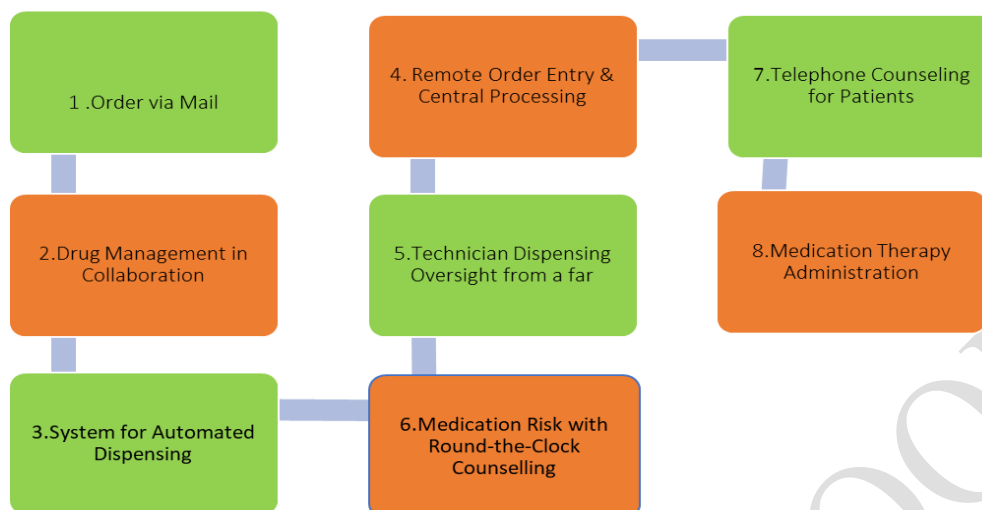 1 .Order via Mail
2.Drug Management in
Collaboration
3.System for Automated
Dispensing
4. Remote Order Entry &
Central Processing
5.Technician Dispensing
Oversight from a far
6.Medication Risk with
Round-the-Clock
Counselling
7.Telephone Counseling
for Patients
8.Medication Therapy
Administration